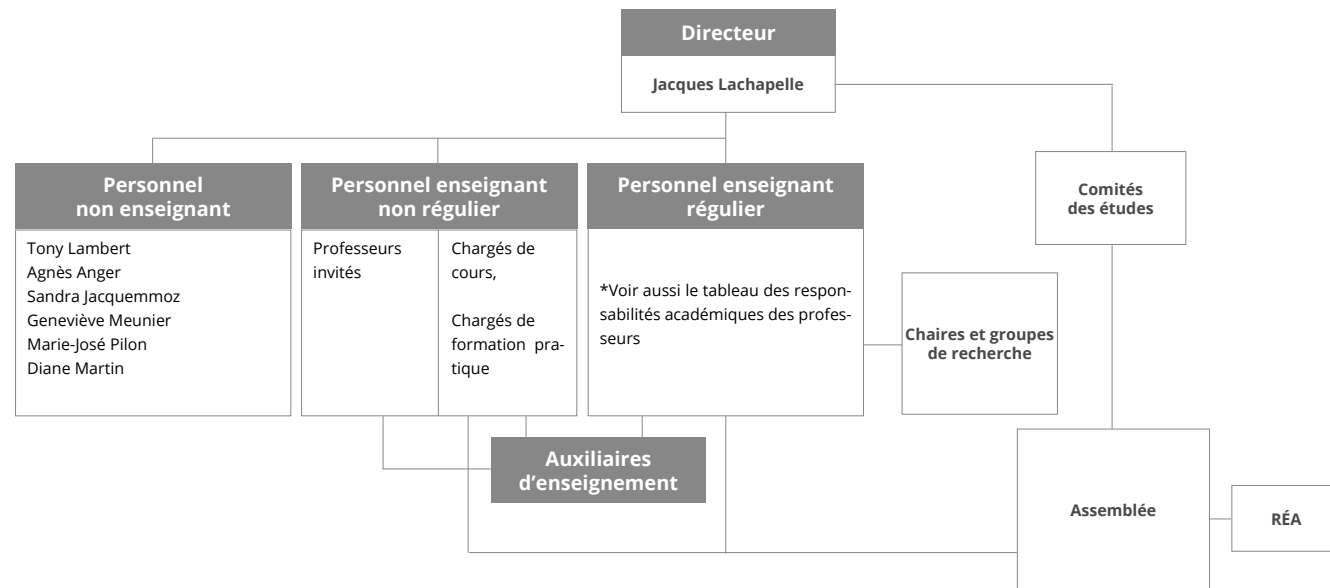 Directeur
Jacques Lachapelle
Personnel
non enseignant
Tony Lambert
Agnès Anger
Sandra Jacquemmoz
Geneviève Meunier
Marie-José Pilon
Diane Martin
Personnel enseignant
non régulier
Professeurs
invités
Chargés de
cours,
Chargés de
formation pra-
tique
Personnel enseignant
régulier
*Voir aussi le tableau des respon-
sabilités académiques des profes-
seurs
Comités
des études
Chaires et groupes
de recherche
Auxiliaires
d’enseignement
Assemblée
RÉA